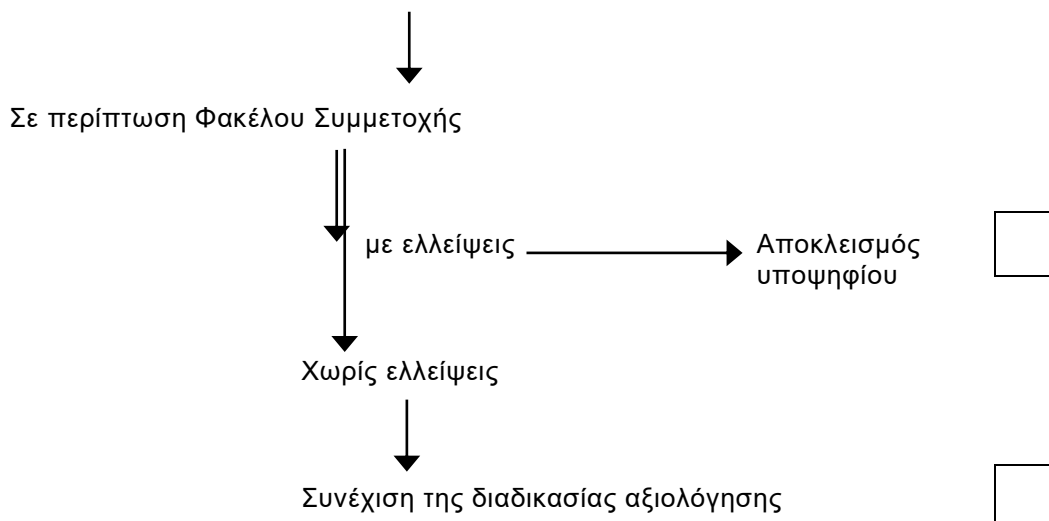 Σε περίπτωση Φακέλου Συμμετοχής
με ελλείψεις
Αποκλεισμός
υποψηφίου
Χωρίς ελλείψεις
Συνέχιση της διαδικασίας αξιολόγησης